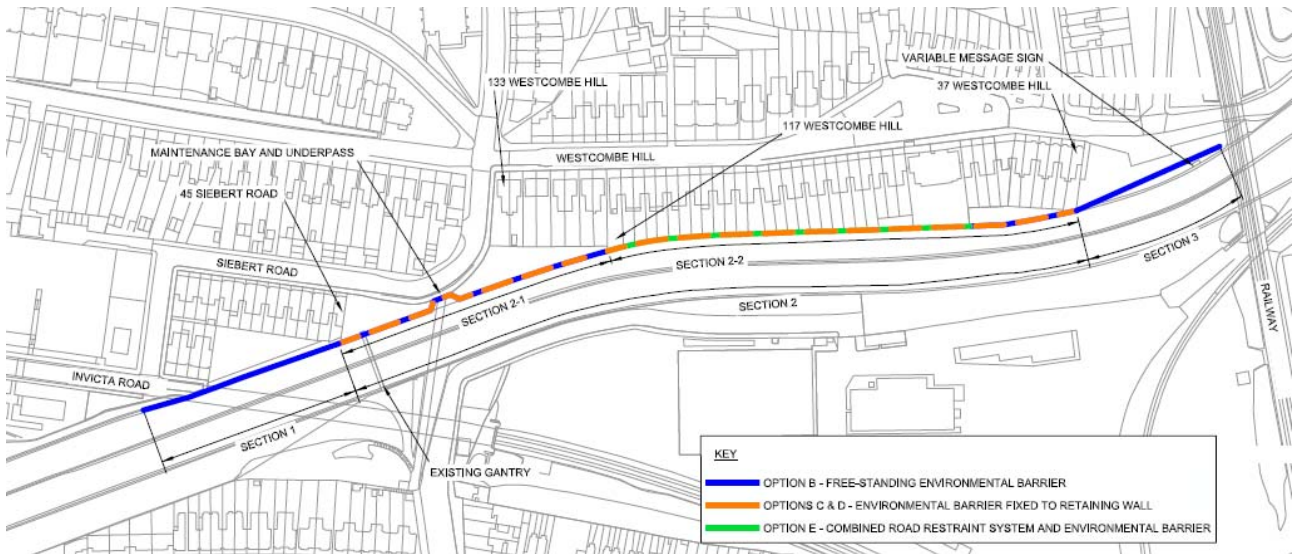 VARIABLE MESSAGE SIGN
133 WESTCOMBE HILL
37 WESTCOMBE HILL
117 WESTCOMBE HILL
MAINTENANCE BAY AND UNDERPASS
WESTCOMBE HILL
45 SIEBERT ROAD
SIEBERT ROAD
SECTION 2-2
SECTION 3
SECTION 2-1
SECTION 2
RAILWAY
INVICTA ROAD
SECTION 1
EXISTING GANTRY
KEY
OPTION B - FREE-STANDING ENVIRONMENTAL BARRIER
OPTIONS C & D - ENVIRONMENTAL BARRIER FIXED TO RETAINING WALL
OPTION E - COMBINED ROAD RESTRAINT SYSTEM AND ENVIRONMENTAL BARRIER